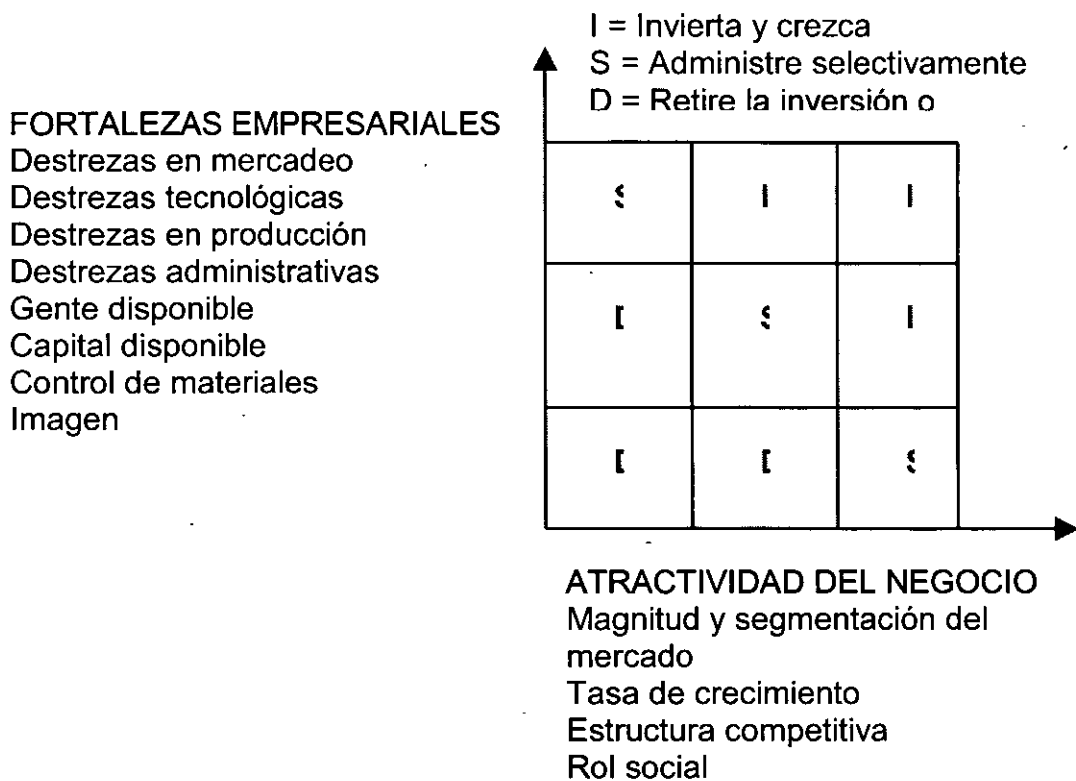 I = Invierta y crezca
S = Administre selectivamente
D = Retire la inversión o
FORTALEZAS EMPRESARIALES
Destrezas en mercadeo
Destrezas tecnológicas
Destrezas en producción
Destrezas administrativas
Gente disponible
Capital disponible
Control de materiales
Imagen
S I I
D S I
D D S
ATRACTIVIDAD DEL NEGOCIO
Magnitud y segmentación del
mercado
Tasa de crecimiento
Estructura competitiva
Rol social